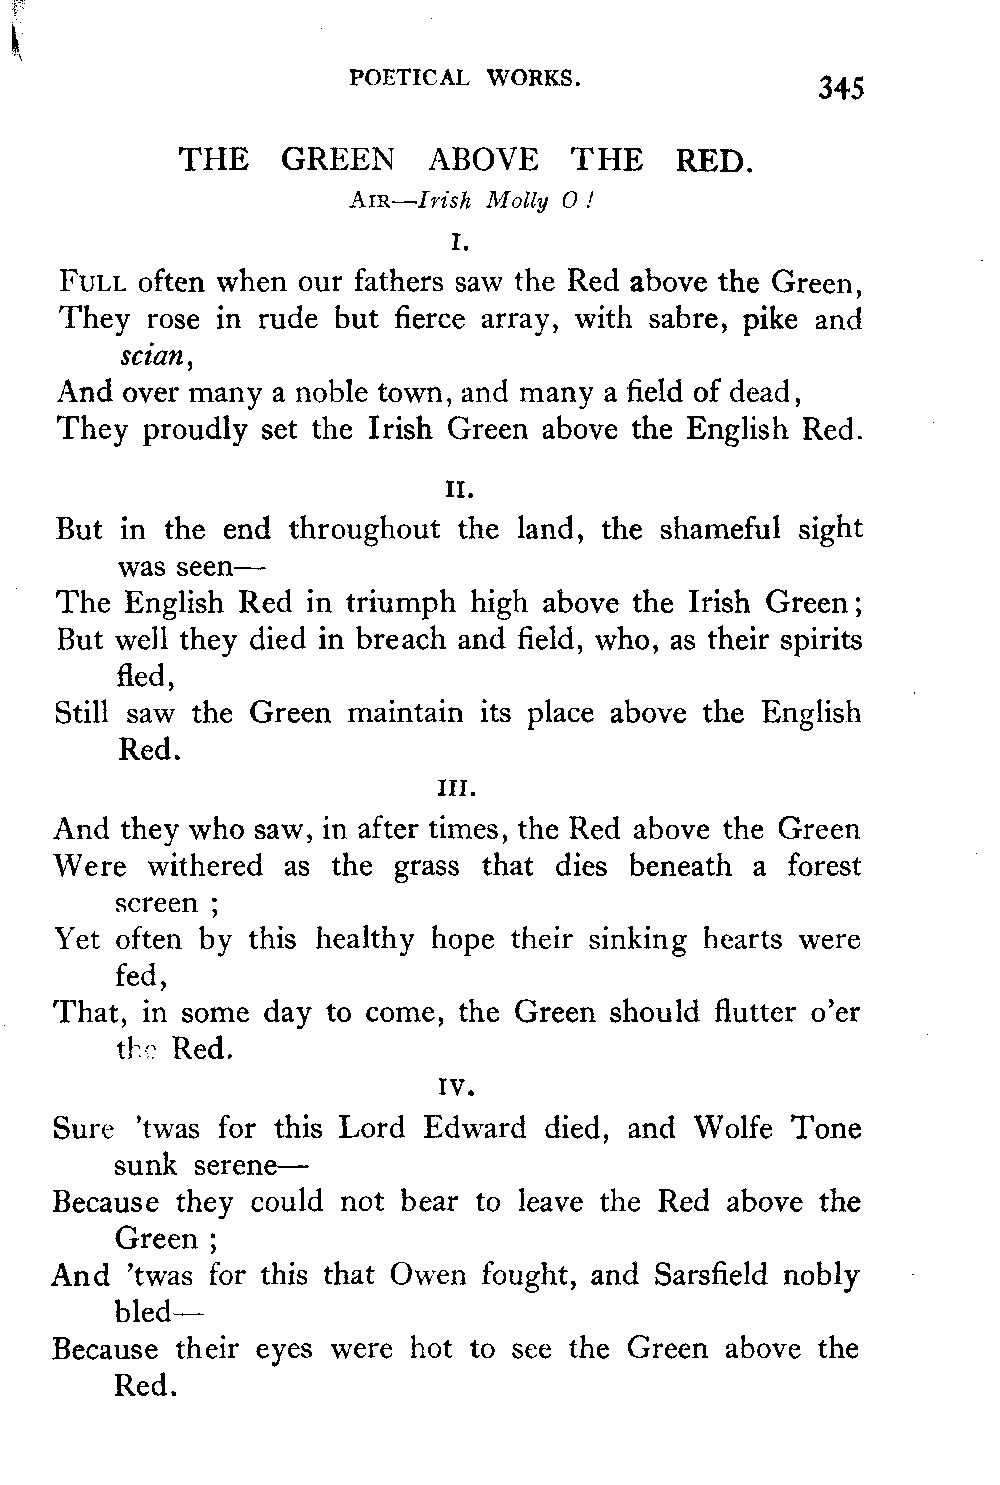 POETICAL WORKS.
345
THE GREEN ABOVE THE RED.
AIR—Irish Molly O !
I.
FULL often when our fathers saw the Red above the Green,
They rose in rude but fierce array, with sabre, pike and
scian,
And over many a noble town, and many a field of dead,
They proudly set the Irish Green above the English Red.
II.
But in the end throughout the land, the shameful sight
was seen—
The English Red in triumph high above the Irish Green;
But well they died in breach and field, who, as their spirits
fled,
Still saw the Green maintain its place above the English
Red.
III.
And they who saw, in after times, the Red above the Green
Were withered as the grass that dies beneath a forest
screen ;
Yet often by this healthy hope their sinking hearts were
fed,
That, in some day to come, the Green should flutter o'er
the Red.
IV.
Sure 'twas for this Lord Edward died, and Wolfe Tone
sunk serene—
Because they could not bear to leave the Red above the
Green ;
And 'twas for this that Owen fought, and Sarsfield nobly
bled—
Because their eyes were hot to see the Green above the
Red.